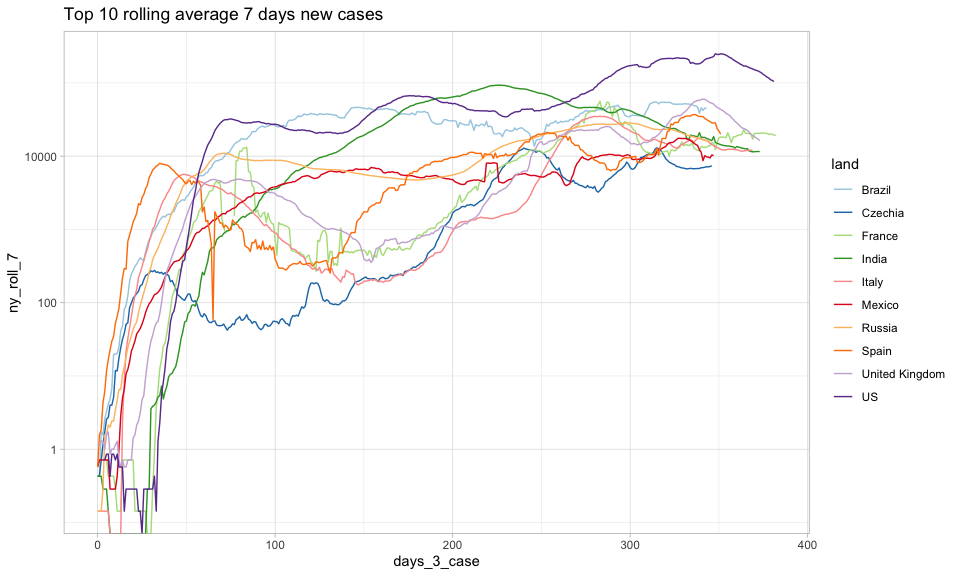 Top 10 rolling average 7 days new cases
ny_roll_7
10000
100
1
0
100
200
300
400
days_3_case
land
Brazil
Czechia
France
India
Italy
Mexico
Russia
Spain
United Kingdom
US